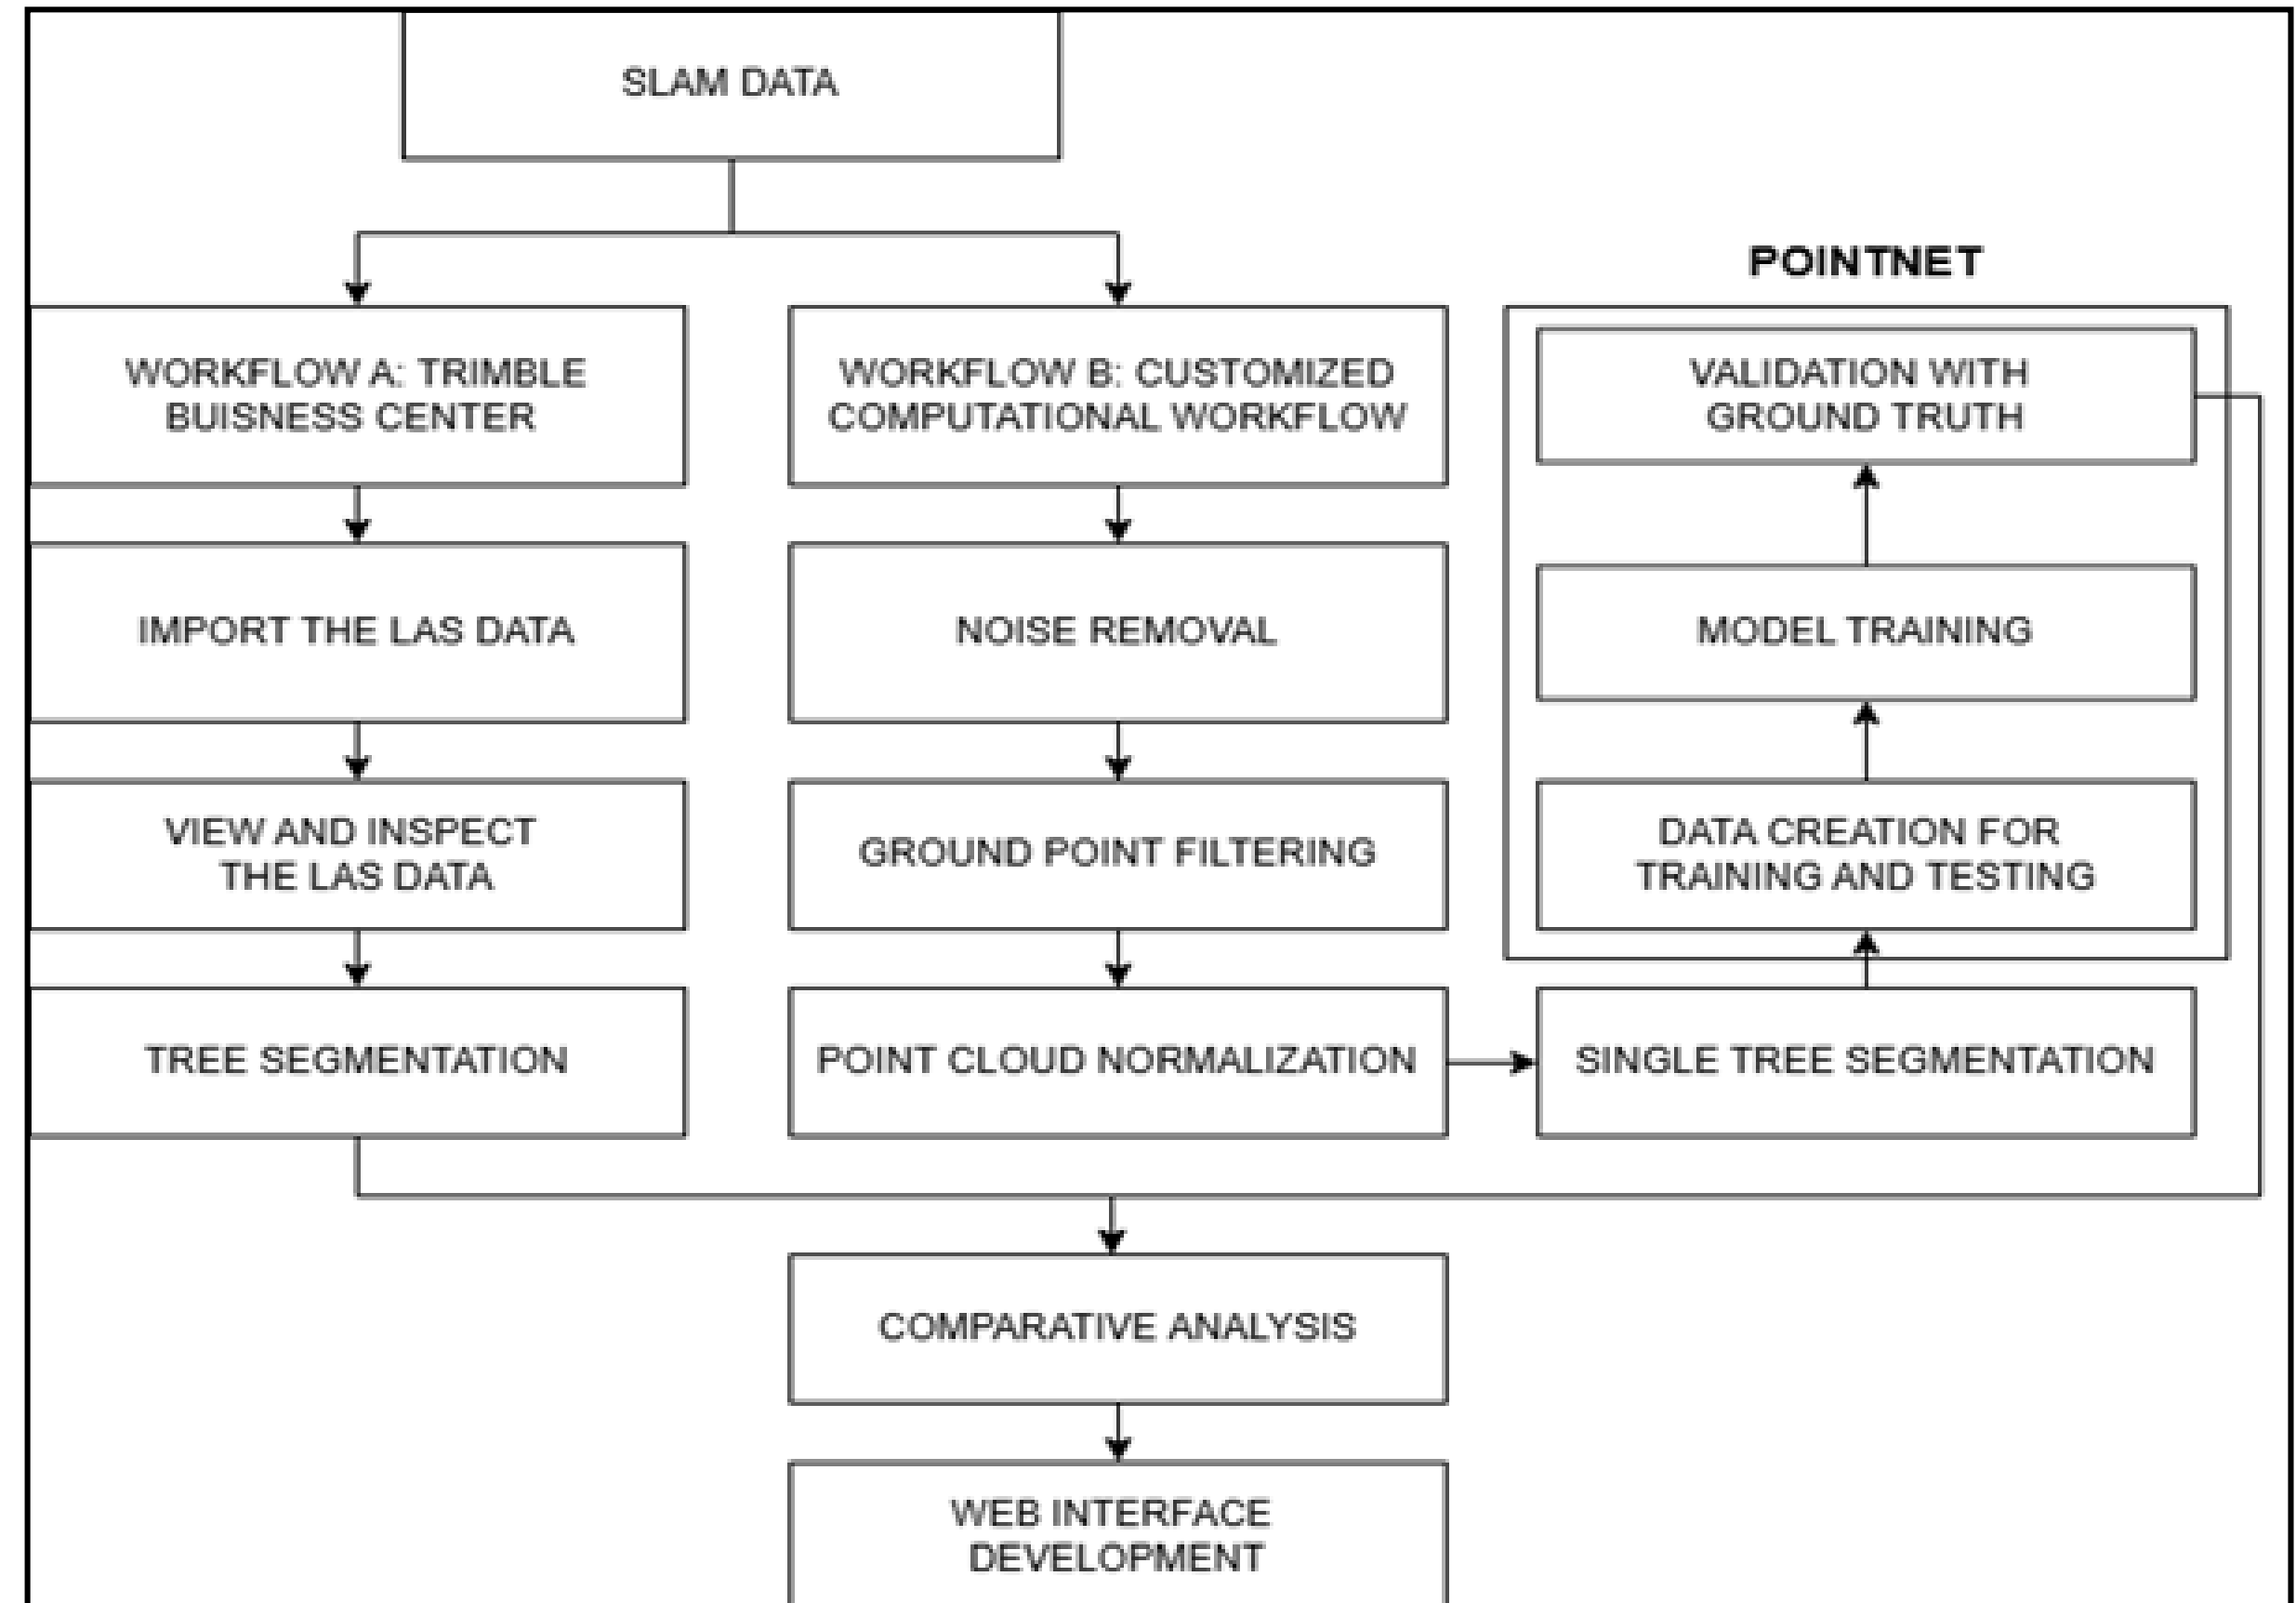 SLAM DATA
POINTNET
WORKFLOW A: TRIMBLE
BUISNESS CENTER
WORKFLOW B: CUSTOMIZED
COMPUTATIONAL WORKFLOW
VALIDATION WITH
GROUND TRUTH
IMPORT THE LAS DATA
NOISE REMOVAL
MODEL TRAINING
VIEW AND INSPECT
THE LAS DATA
GROUND POINT FILTERING
DATA CREATION FOR
TRAINING AND TESTING
TREE SEGMENTATION
POINT CLOUD NORMALIZATION
SINGLE TREE SEGMENTATION
COMPARATIVE ANALYSIS
WEB INTERFACE
DEVELOPMENT